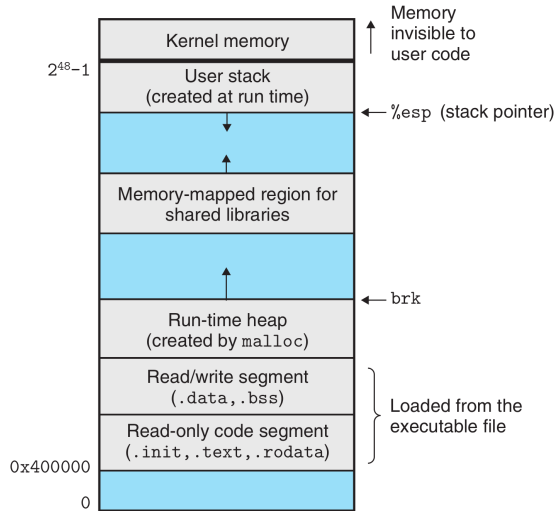 Memory
invisible to
user code
Kernel memory
2⁴⁸-1
User stack
(created at run time)
%esp (stack pointer)
Memory-mapped region for
shared libraries
brk
Run-time heap
(created by malloc)
Read/write segment
(.data,.bss)
Loaded from the
executable file
Read-only code segment
(.init,.text,.rodata)
0x400000
0